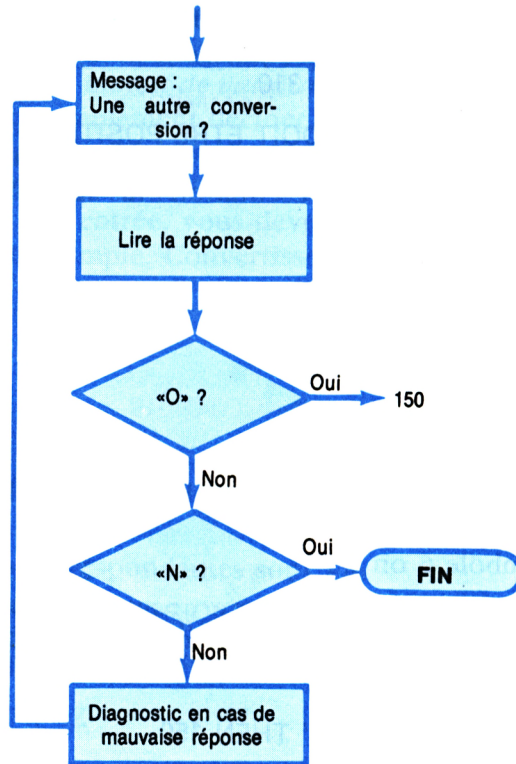 Message :
Une autre conver-
sion ?
Lire la réponse
«O» ?
Oui
150
Non
«N» ?
Oui
FIN
Non
Diagnostic en cas de
mauvaise réponse